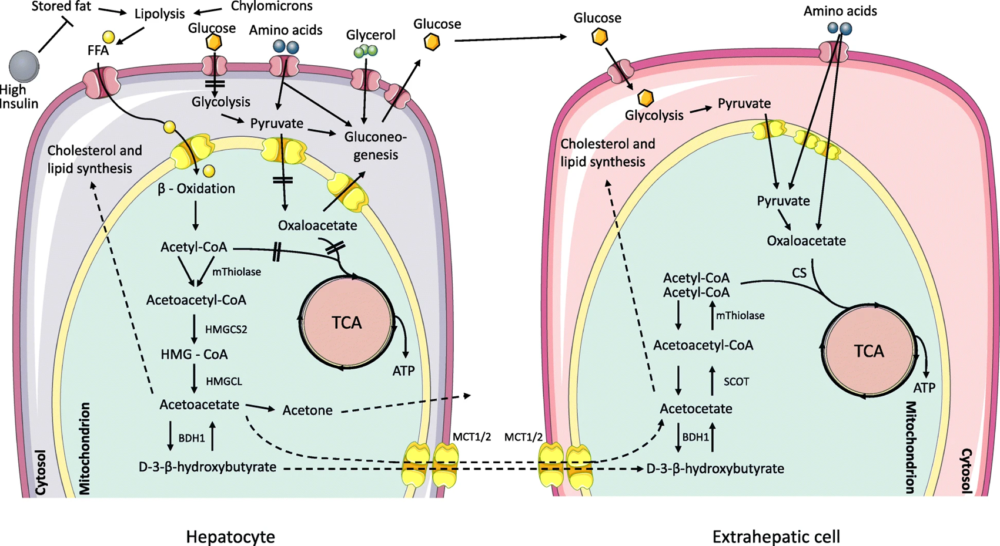 Stored fat
Lipolysis
Chylomicrons
FFA
High
Insulin
Glucose
Amino acids
Glycerol
Glucose
Glycolysis
Pyruvate
Gluconeo-
genesis
Cholesterol and
lipid synthesis
β - Oxidation
Oxaloacetate
Acetyl-CoA
mThiolase
Acetoacetyl-CoA
HMGCS2
HMG - CoA
HMGCL
Acetoacetate
Acetone
BDH1
D-3-β-hydroxybutyrate
TCA
ATP
Cytosol
Mitochondrion
MCT1/2
MCT1/2
Glucose
Amino acids
Glycolysis
Pyruvate
Cholesterol and
lipid synthesis
Pyruvate
Oxaloacetate
CS
Acetyl-CoA
Acetyl-CoA
mThiolase
Acetoacetyl-CoA
SCOT
Acetocetate
BDH1
D-3-β-hydroxybutyrate
TCA
ATP
Mitochondrion
Cytosol
Hepatocyte
Extrahepatic cell